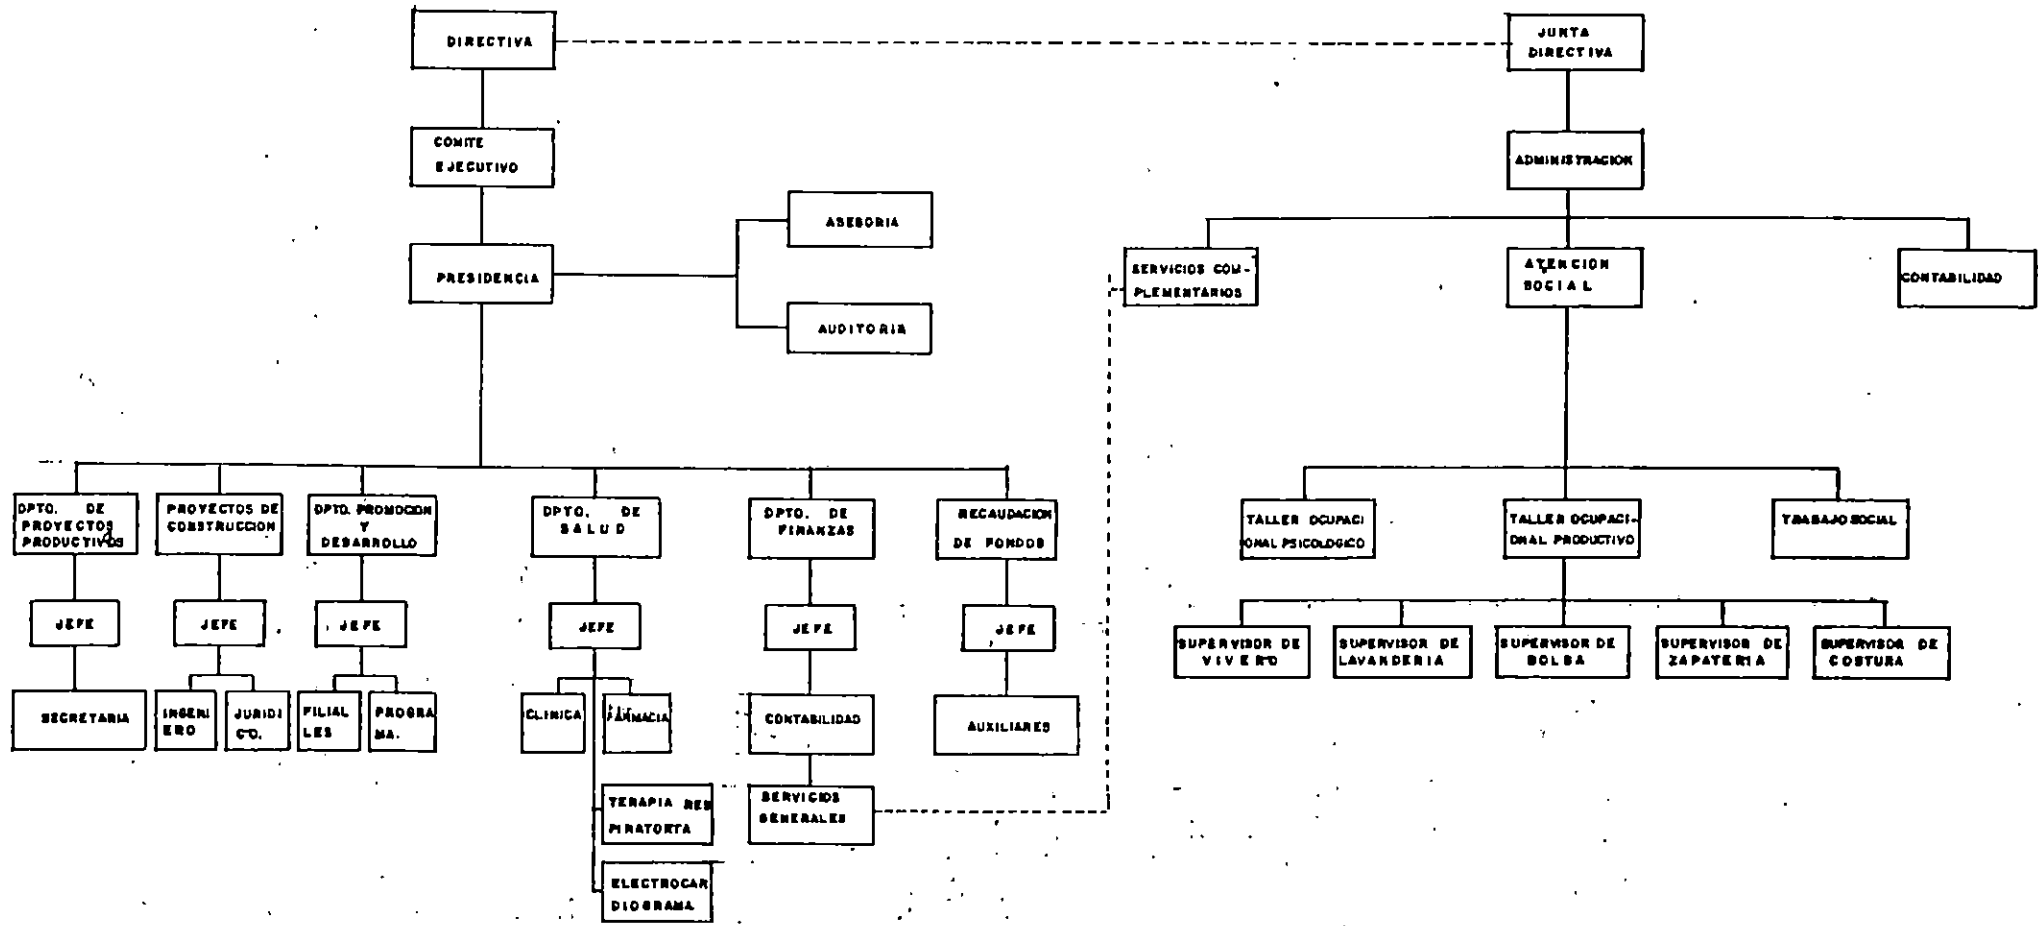 DIRECTIVA
JUNTA
DIRECTIVA
COMITE
EJECUTIVO
ADMINISTRACION
ASESORIA
PRESIDENCIA
AUDITORIA
SERVICIOS COM-
PLEMENTARIOS
ATENCION
SOCIAL
CONTABILIDAD
DPTO. DE
PROYECTOS
PRODUCTIVOS
PROYECTOS DE
CONSTRUCCION
DPTO. PROMOCION
Y
DESARROLLO
DPTO. DE
SALUD
DPTO. DE
FINANZAS
RECAUDACION
DE FONDOS
TALLER OCUPACI
ONAL PSICOLOGICO
TALLER OCUPACI-
ONAL PRODUCTIVO
TRABAJO SOCIAL
JEFE
JEFE
JEFE
JEFE
JEFE
JEFE
SUPERVISOR DE
VIVERO
SUPERVISOR DE
LAVANDERIA
SUPERVISOR DE
BOLSA
SUPERVISOR DE
ZAPATERIA
SUPERVISOR DE
COSTURA
SECRETARIA
INGENI
ERO
JURIDI
CO.
FILIAL
LES
PROGRA
MA.
CLINICA
FARMACIA
CONTABILIDAD
AUXILIARES
TERAPIA RES
PIRATORIA
SERVICIOS
GENERALES
ELECTROCAR
DIOGRAMA